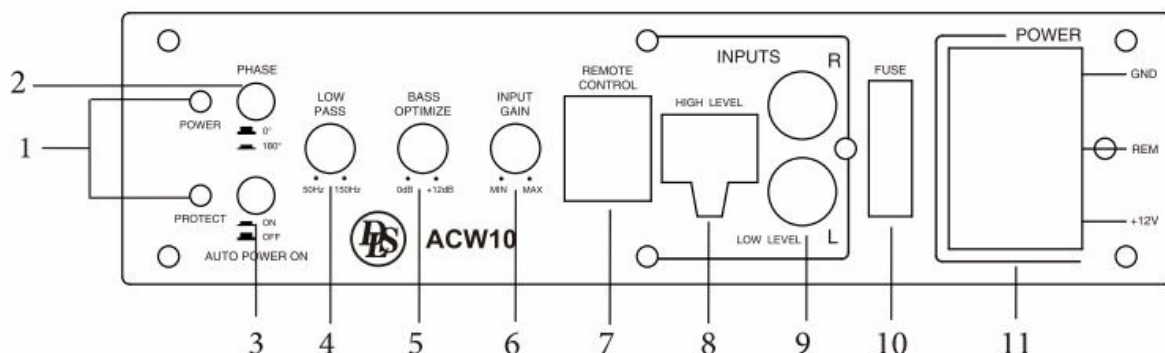 POWER
GND
REM
+12V
INPUTS
R
L
HIGH LEVEL
LOW LEVEL
FUSE
REMOTE
CONTROL
PHASE
0°
180°
POWER
PROTECT
ON
OFF
AUTO POWER ON
LOW
PASS
50Hz 150Hz
BASS
OPTIMIZE
0dB +12dB
INPUT
GAIN
MIN MAX
DLS
ACW10
2
1
3 4 5 6 7 8 9 10 11